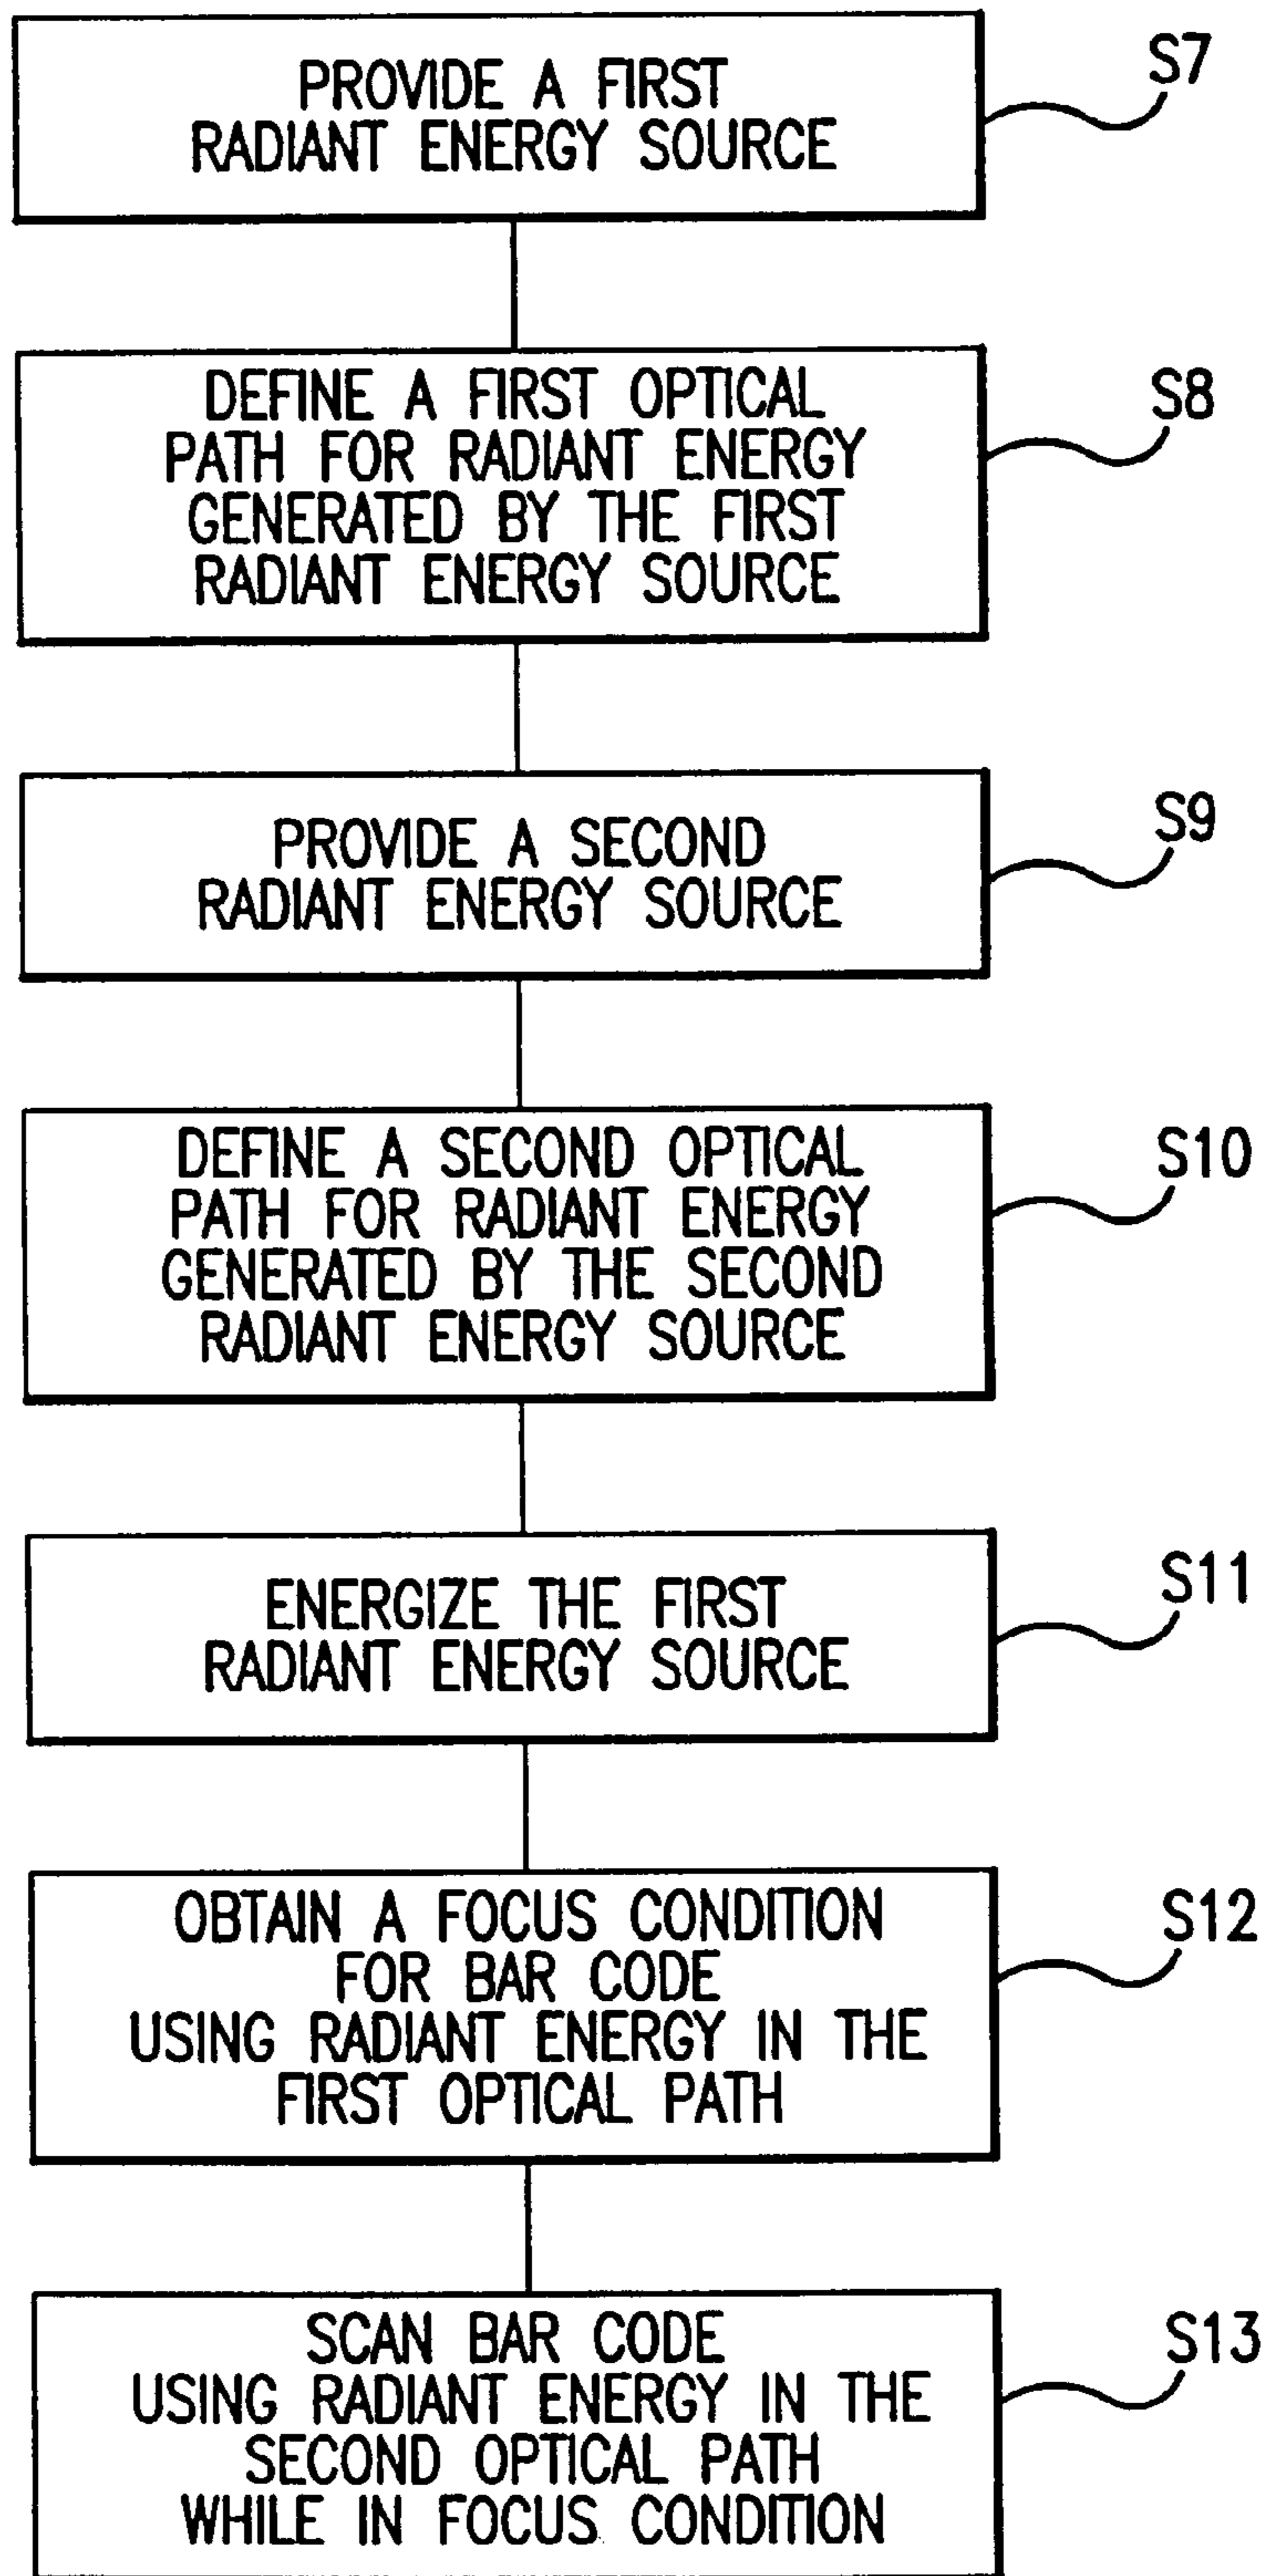 PROVIDE A FIRST
RADIANT ENERGY SOURCE
S7
DEFINE A FIRST OPTICAL
PATH FOR RADIANT ENERGY
GENERATED BY THE FIRST
RADIANT ENERGY SOURCE
S8
PROVIDE A SECOND
RADIANT ENERGY SOURCE
S9
DEFINE A SECOND OPTICAL
PATH FOR RADIANT ENERGY
GENERATED BY THE SECOND
RADIANT ENERGY SOURCE
S10
ENERGIZE THE FIRST
RADIANT ENERGY SOURCE
S11
OBTAIN A FOCUS CONDITION
FOR BAR CODE
USING RADIANT ENERGY IN THE
FIRST OPTICAL PATH
S12
SCAN BAR CODE
USING RADIANT ENERGY IN THE
SECOND OPTICAL PATH
WHILE IN FOCUS CONDITION
S13